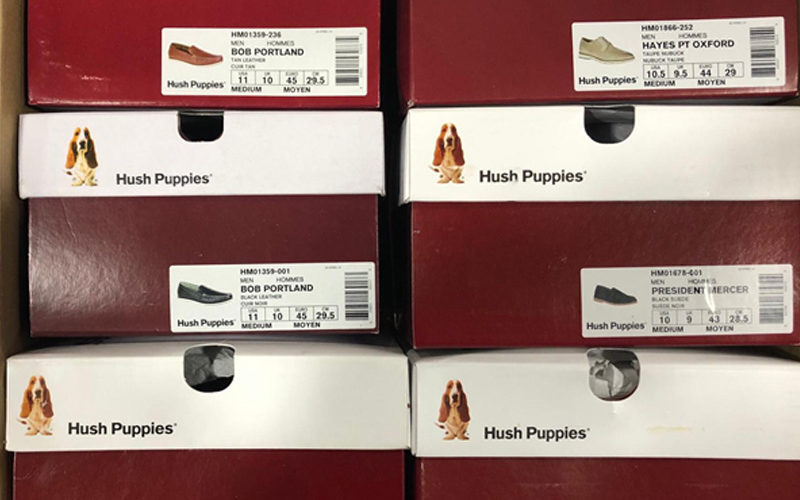 HM01359-236
MEN HOMMES
BOB PORTLAND
TAN LEATHER
CUIR TAN
USA UK EURO CM
11 10 45 29.5
MEDIUM MOYEN
Hush Puppies
HM01866-252
MEN HOMMES
HAYES PT OXFORD
TAUPE NUBUCK
NUBUCK TAUPE
USA UK EURO CM
10.5 9.5 44 29
MEDIUM MOYEN
Hush Puppies
Hush Puppies
Hush Puppies
HM01359-001
MEN HOMMES
BOB PORTLAND
BLACK LEATHER
CUIR NOIR
USA UK EURO CM
11 10 45 29.5
MEDIUM MOYEN
Hush Puppies
HM01678-001
MEN HOMMES
PRESIDENT MERCER
BLACK SUEDE
SUEDE NOIR
USA UK EURO CM
10 9 43 28.5
MEDIUM MOYEN
Hush Puppies
Hush Puppies
Hush Puppies